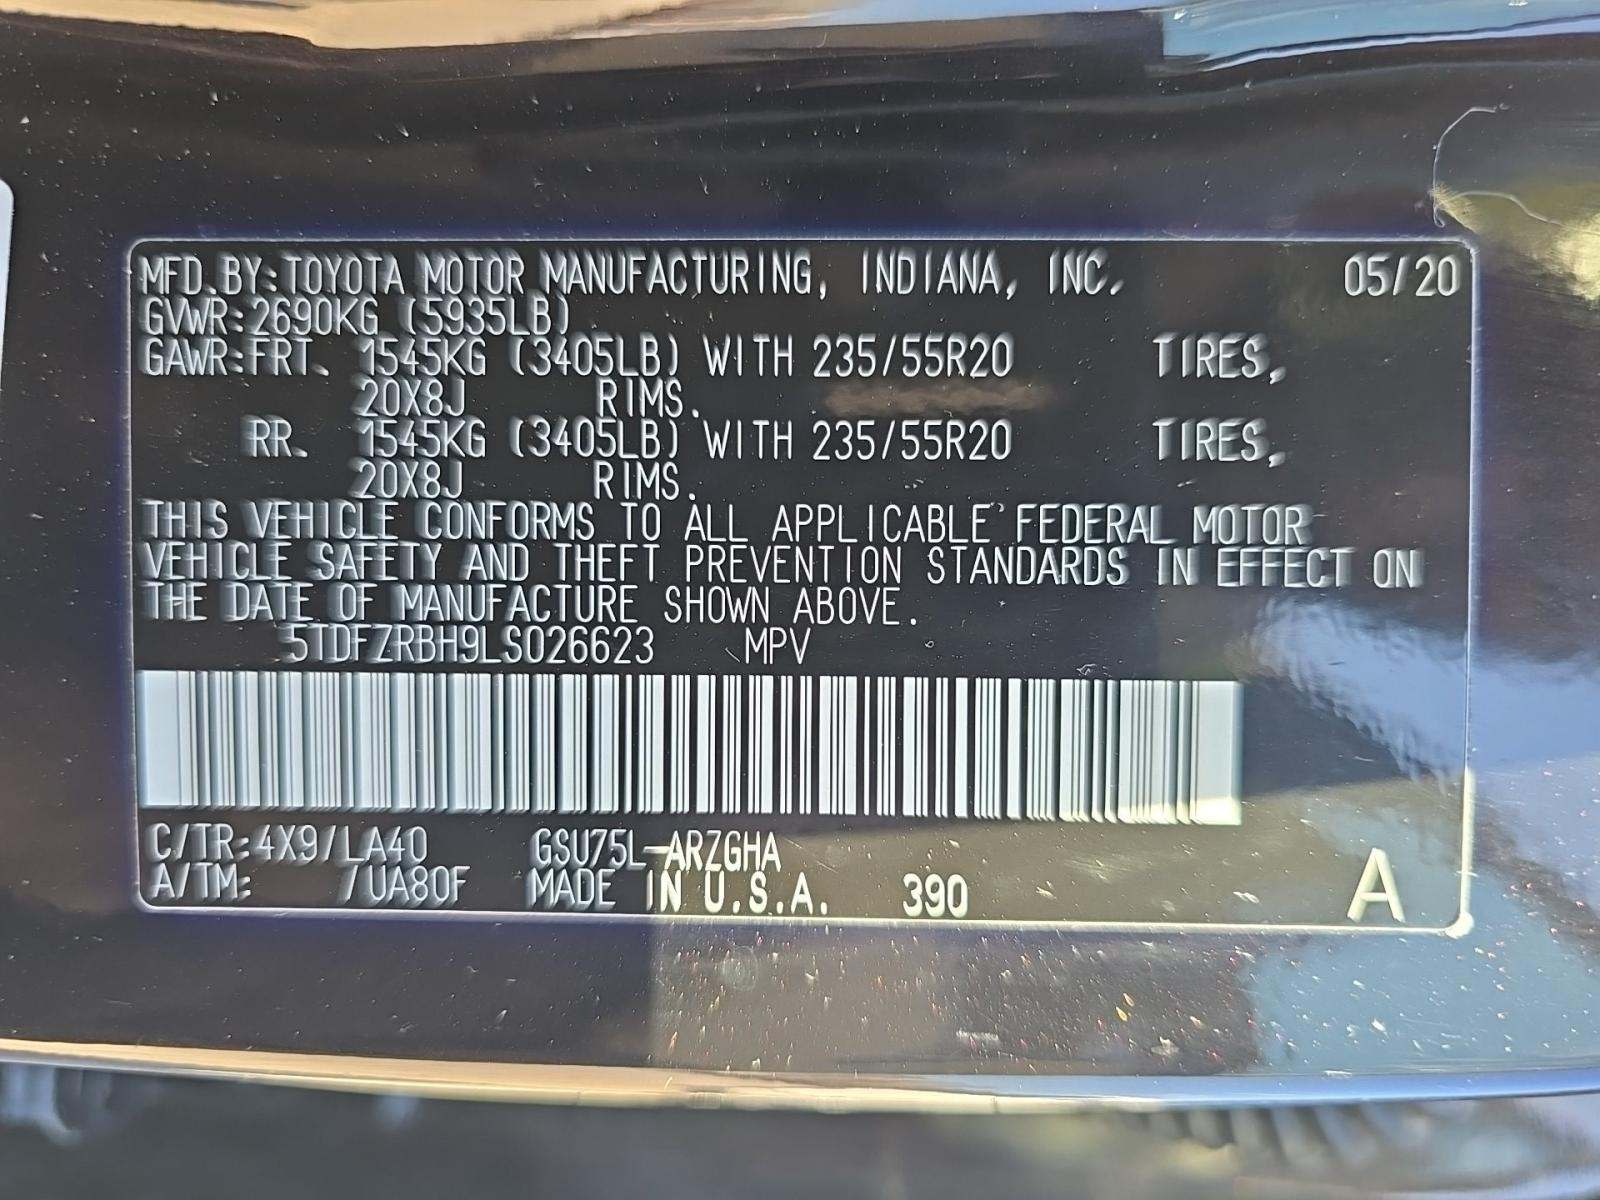 MFD.BY:TOYOTA MOTOR MANUFACTURING, INDIANA, INC. 05/20
GVWR:2690KG (5935LB)
GAWR:FRT. 1545KG (3405LB) WITH 235/55R20 TIRES,
20X8J RIMS.
RR. 1545KG (3405LB) WITH 235/55R20 TIRES,
20X8J RIMS.
THIS VEHICLE CONFORMS TO ALL APPLICABLE FEDERAL MOTOR
VEHICLE SAFETY AND THEFT PREVENTION STANDARDS IN EFFECT ON
THE DATE OF MANUFACTURE SHOWN ABOVE.
5TDFZRBH9LS026623 MPV
C/TR:4X9/LA40 GSU75L-ARZGHA
A/TM: /UA80F MADE IN U.S.A. 390 A